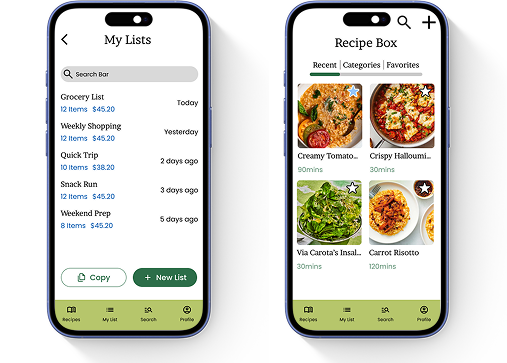 My Lists
Search Bar
Grocery List
12 Items $45.20
Today
Weekly Shopping
12 Items $45.20
Yesterday
Quick Trip
10 Items $38.20
2 days ago
Snack Run
12 Items $45.20
3 days ago
Weekend Prep
8 Items $45.20
5 days ago
Copy
+ New List
Recipes
My List
Search
Profile
Recipe Box
Recent | Categories | Favorites
Creamy Tomato...
90mins
Crispy Halloumi...
30mins
Via Carota's Insal...
30mins
Carrot Risotto
120mins
Recipes
My List
Search
Profile